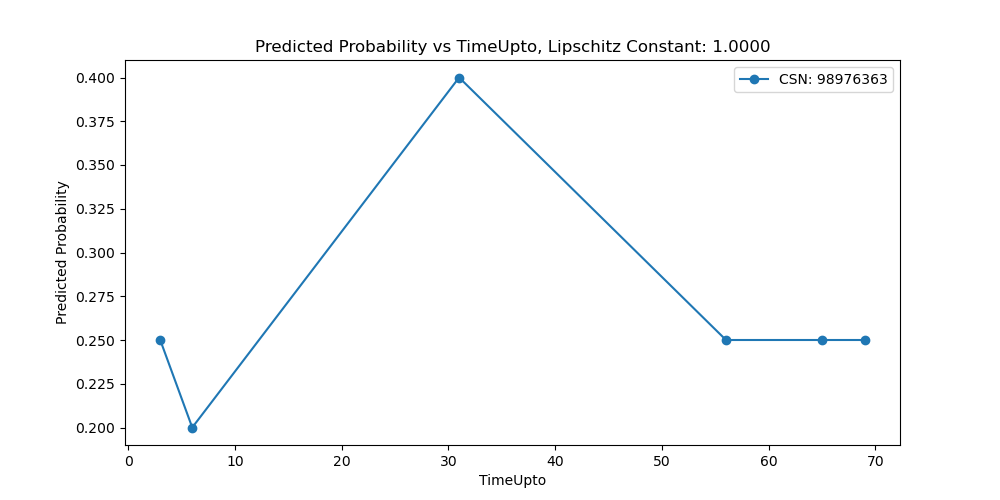 Predicted Probability vs TimeUpto, Lipschitz Constant: 1.0000
CSN: 98976363
0.400
0.375
0.350
0.325
0.300
0.275
0.250
0.225
0.200
Predicted Probability
0 10 20 30 40 50 60 70
TimeUpto